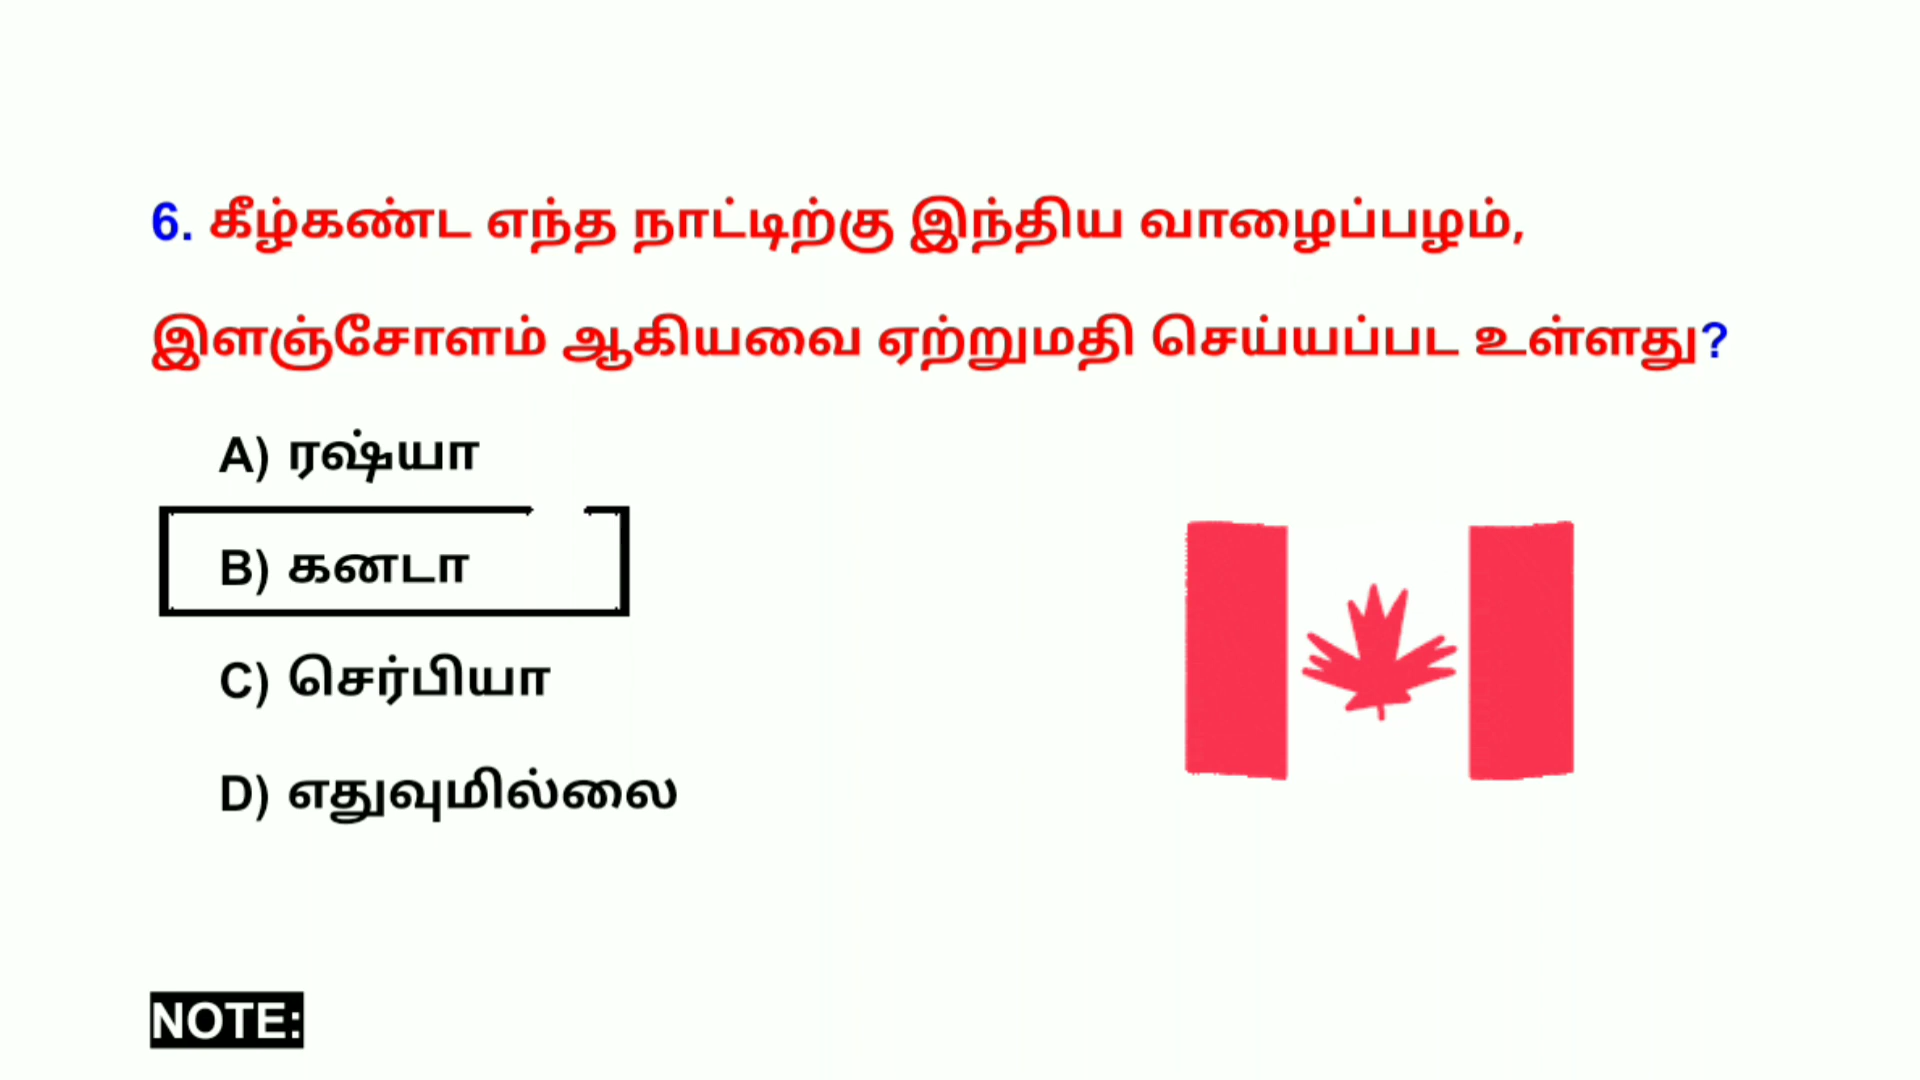 6. கீழ்கண்ட எந்த நாட்டிற்கு இந்திய வாழைப்பழம்,
இளஞ்சோளம் ஆகியவை ஏற்றுமதி செய்யப்பட உள்ளது?
A) ரஷ்யா
B) கனடா
C) செர்பியா
D) எதுவுமில்லை
NOTE: